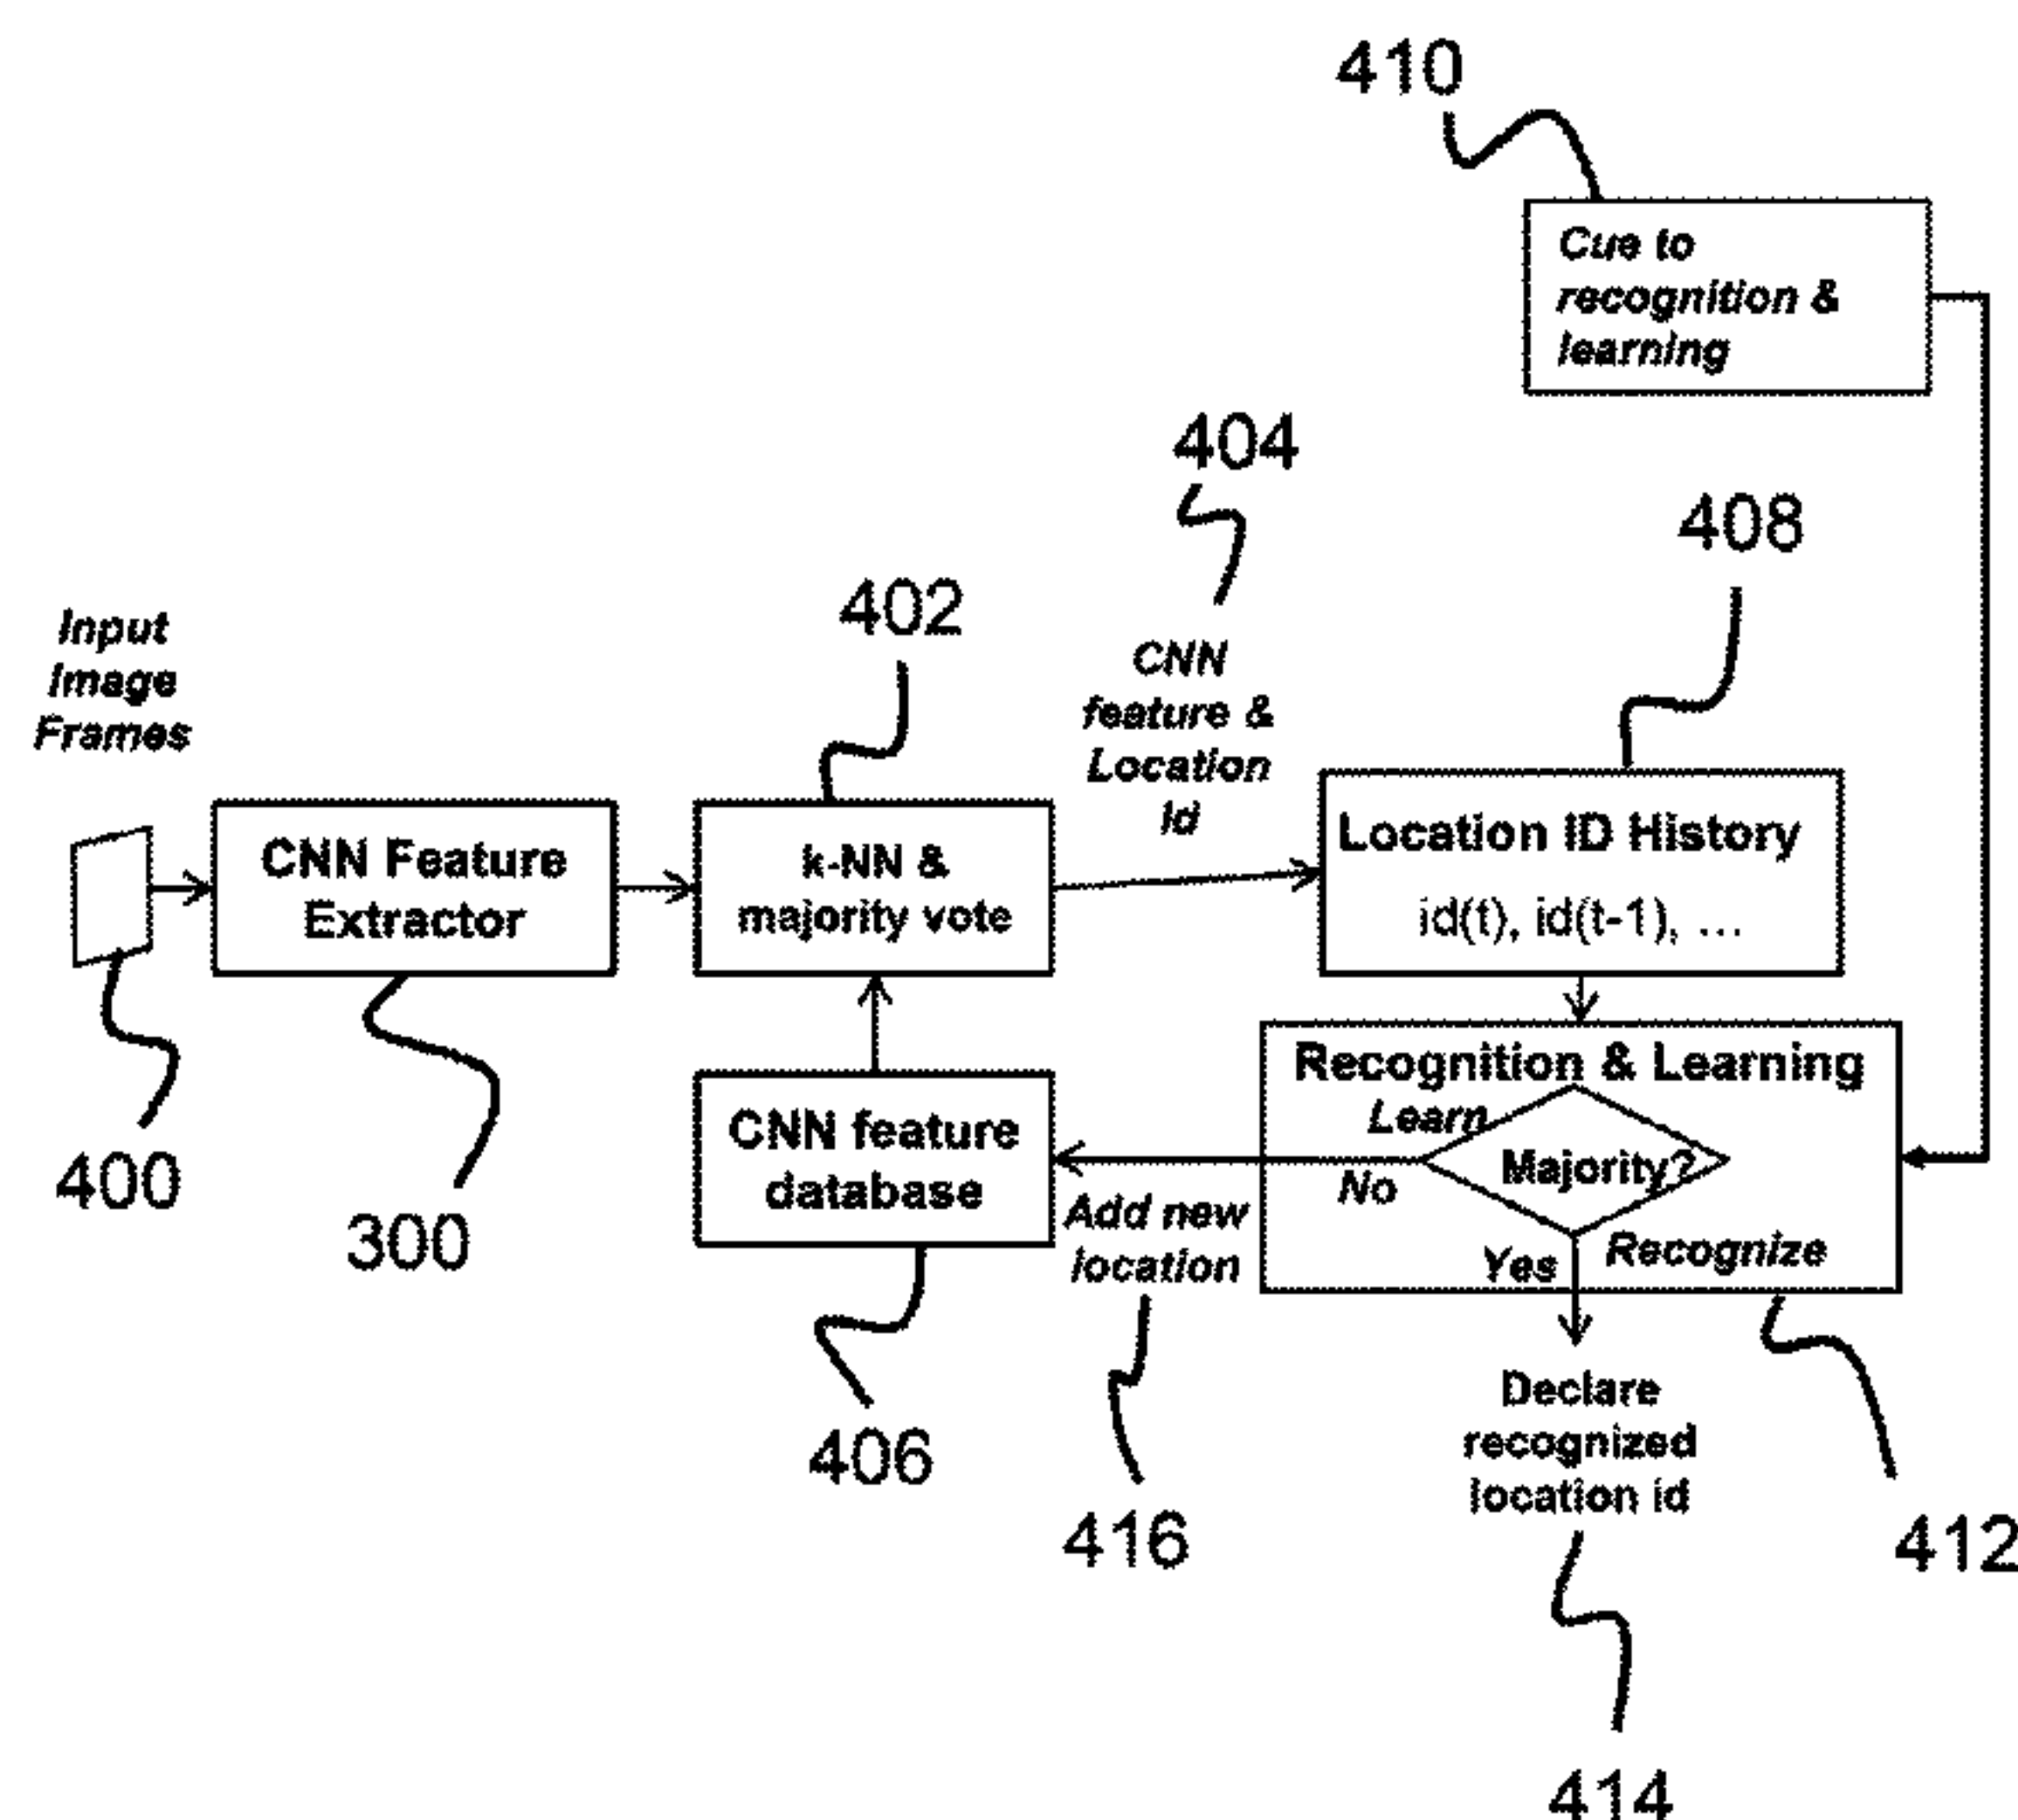 410
Cue to
recognition &
learning
404
408
402
Input
Image
Frames
CNN
feature &
Location
Id
CNN Feature
Extractor
k-NN &
majority vote
Location ID History
id(t), id(t-1), ...
400
300
CNN feature
database
406
Recognition & Learning
Learn
Majority?
No
Yes
Recognize
Add new
location
416
Declare
recognized
location id
412
414